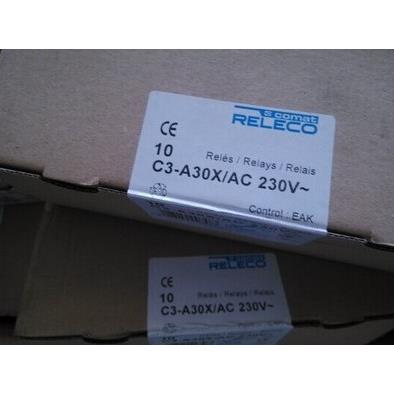 comat
RELECO
CE
10 Relés / Relays / Relais
C3-A30X/AC 230V~
Control : EAK
comat
RELECO
CE
10 Relés / Relays / Relais
C3-A30X/AC 230V~